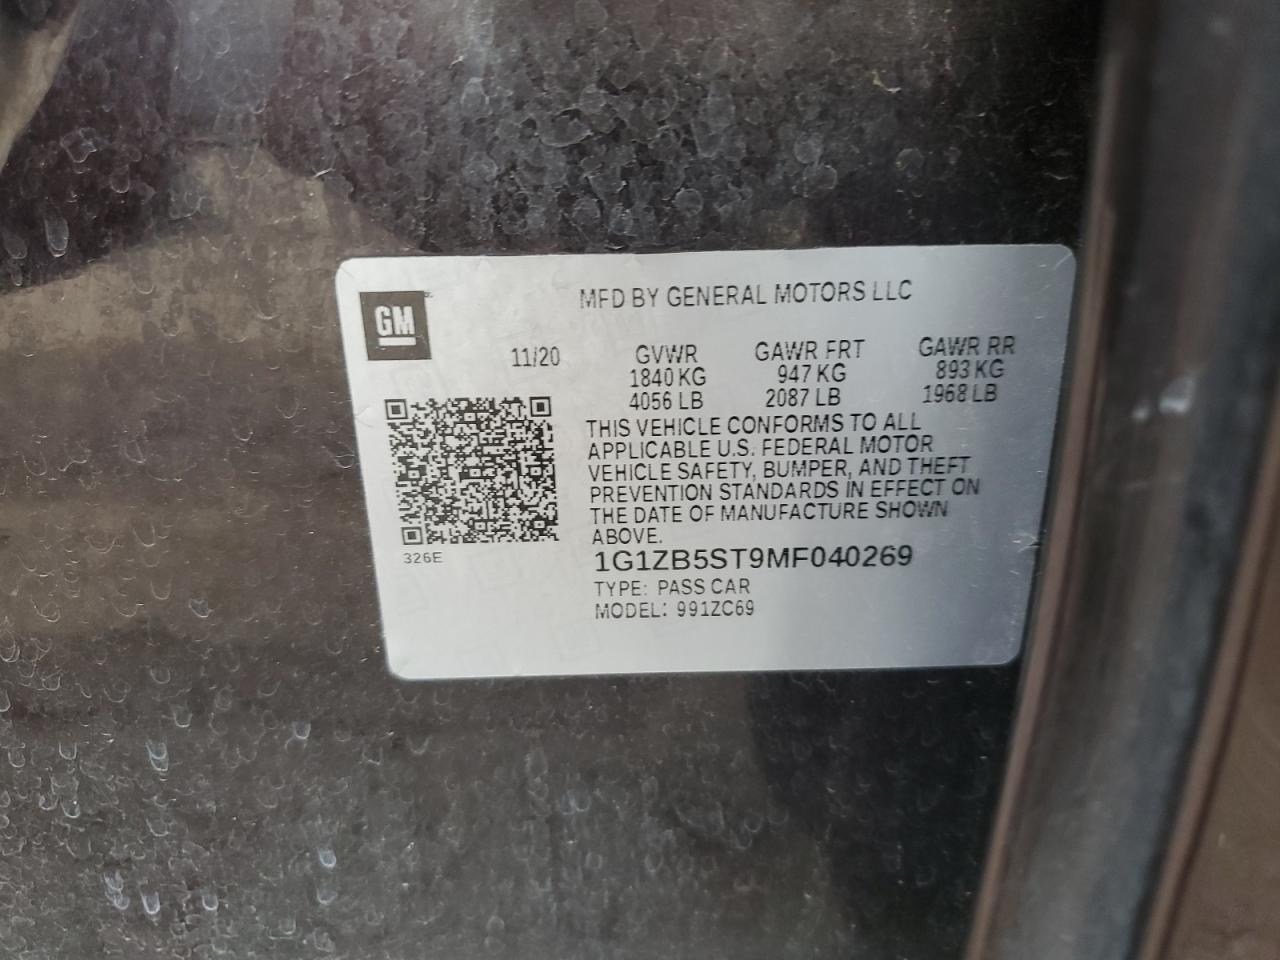 GM
MFD BY GENERAL MOTORS LLC
11/20 GVWR GAWR FRT GAWR RR
1840 KG 947 KG 893 KG
4056 LB 2087 LB 1968 LB
THIS VEHICLE CONFORMS TO ALL
APPLICABLE U.S. FEDERAL MOTOR
VEHICLE SAFETY, BUMPER, AND THEFT
PREVENTION STANDARDS IN EFFECT ON
THE DATE OF MANUFACTURE SHOWN
ABOVE.
326E
1G1ZB5ST9MF040269
TYPE: PASS CAR
MODEL: 991ZC69